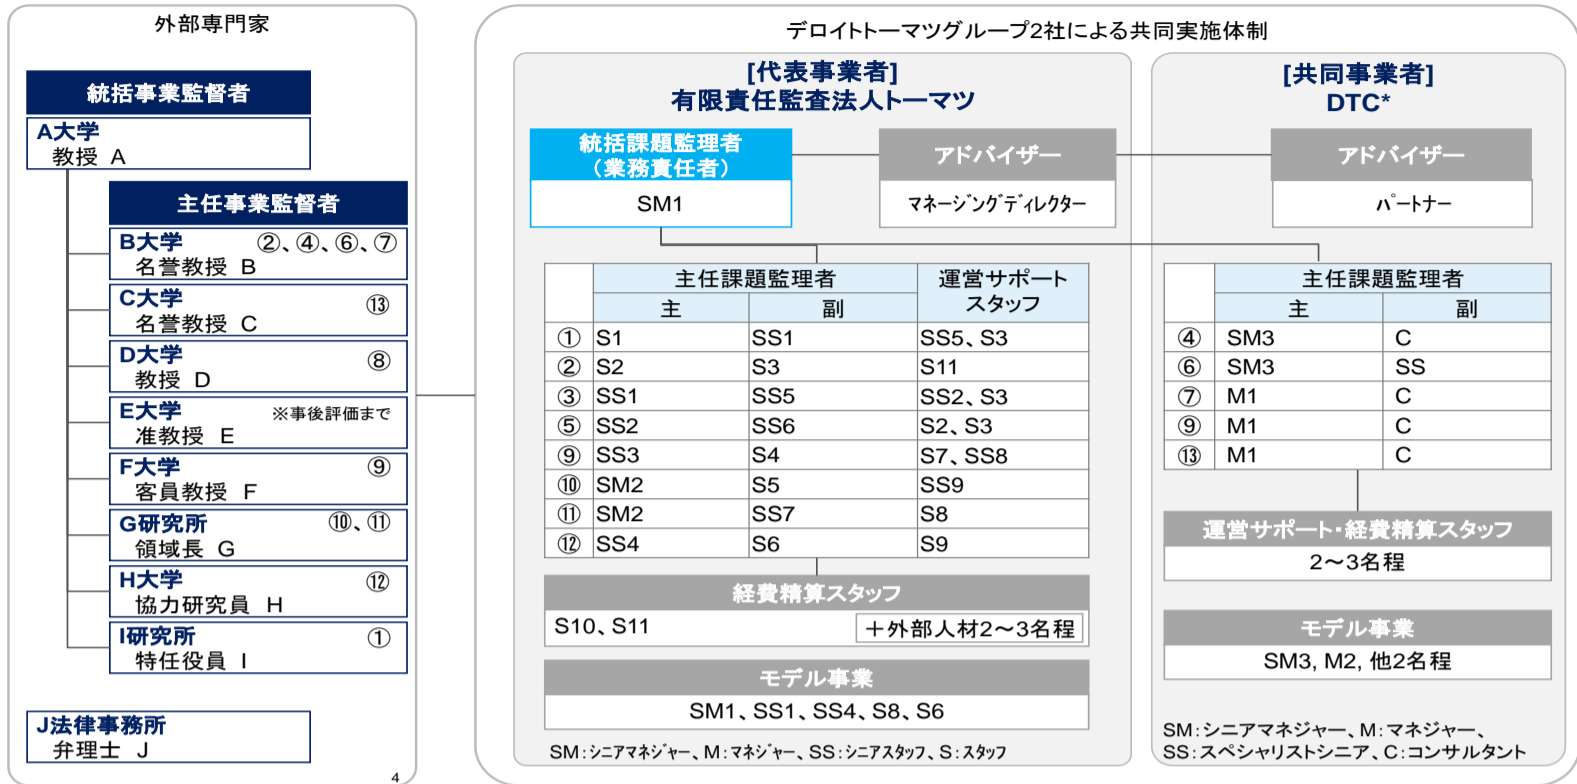 外部専門家
統括事業監督者
A大学
教授 A
主任事業監督者
B大学 ②、④、⑥、⑦
名誉教授 B
C大学 ⑬
名誉教授 C
D大学 ⑧
教授 D
E大学 ※事後評価まで
准教授 E
F大学 ⑨
客員教授 F
G研究所 ⑩、⑪
領域長 G
H大学 ⑫
協力研究員 H
I研究所 ①
特任役員 I
J法律事務所
弁理士 J
4
デロイトトーマツグループ2社による共同実施体制
[代表事業者]
有限責任監査法人トーマツ
統括課題監理者
（業務責任者）
SM1
アドバイザー
マネージングディレクター
主任課題監理者 運営サポート
スタッフ
主 副
① S1 SS1 SS5、S3
② S2 S3 S11
③ SS1 SS5 SS2、S3
⑤ SS2 SS6 S2、S3
⑨ SS3 S4 S7、SS8
⑩ SM2 S5 SS9
⑪ SM2 SS7 S8
⑫ SS4 S6 S9
経費精算スタッフ
S10、S11 ＋外部人材2～3名程
モデル事業
SM1、SS1、SS4、S8、S6
SM：シニアマネジャー、M：マネジャー、SS：シニアスタッフ、S：スタッフ
[共同事業者]
DTC*
アドバイザー
パートナー
主任課題監理者
主 副
④ SM3 C
⑥ SM3 SS
⑦ M1 C
⑨ M1 C
⑬ M1 C
運営サポート・経費精算スタッフ
2～3名程
モデル事業
SM3, M2, 他2名程
SM：シニアマネジャー、M：マネジャー、
SS：スペシャリストシニア、C：コンサルタント